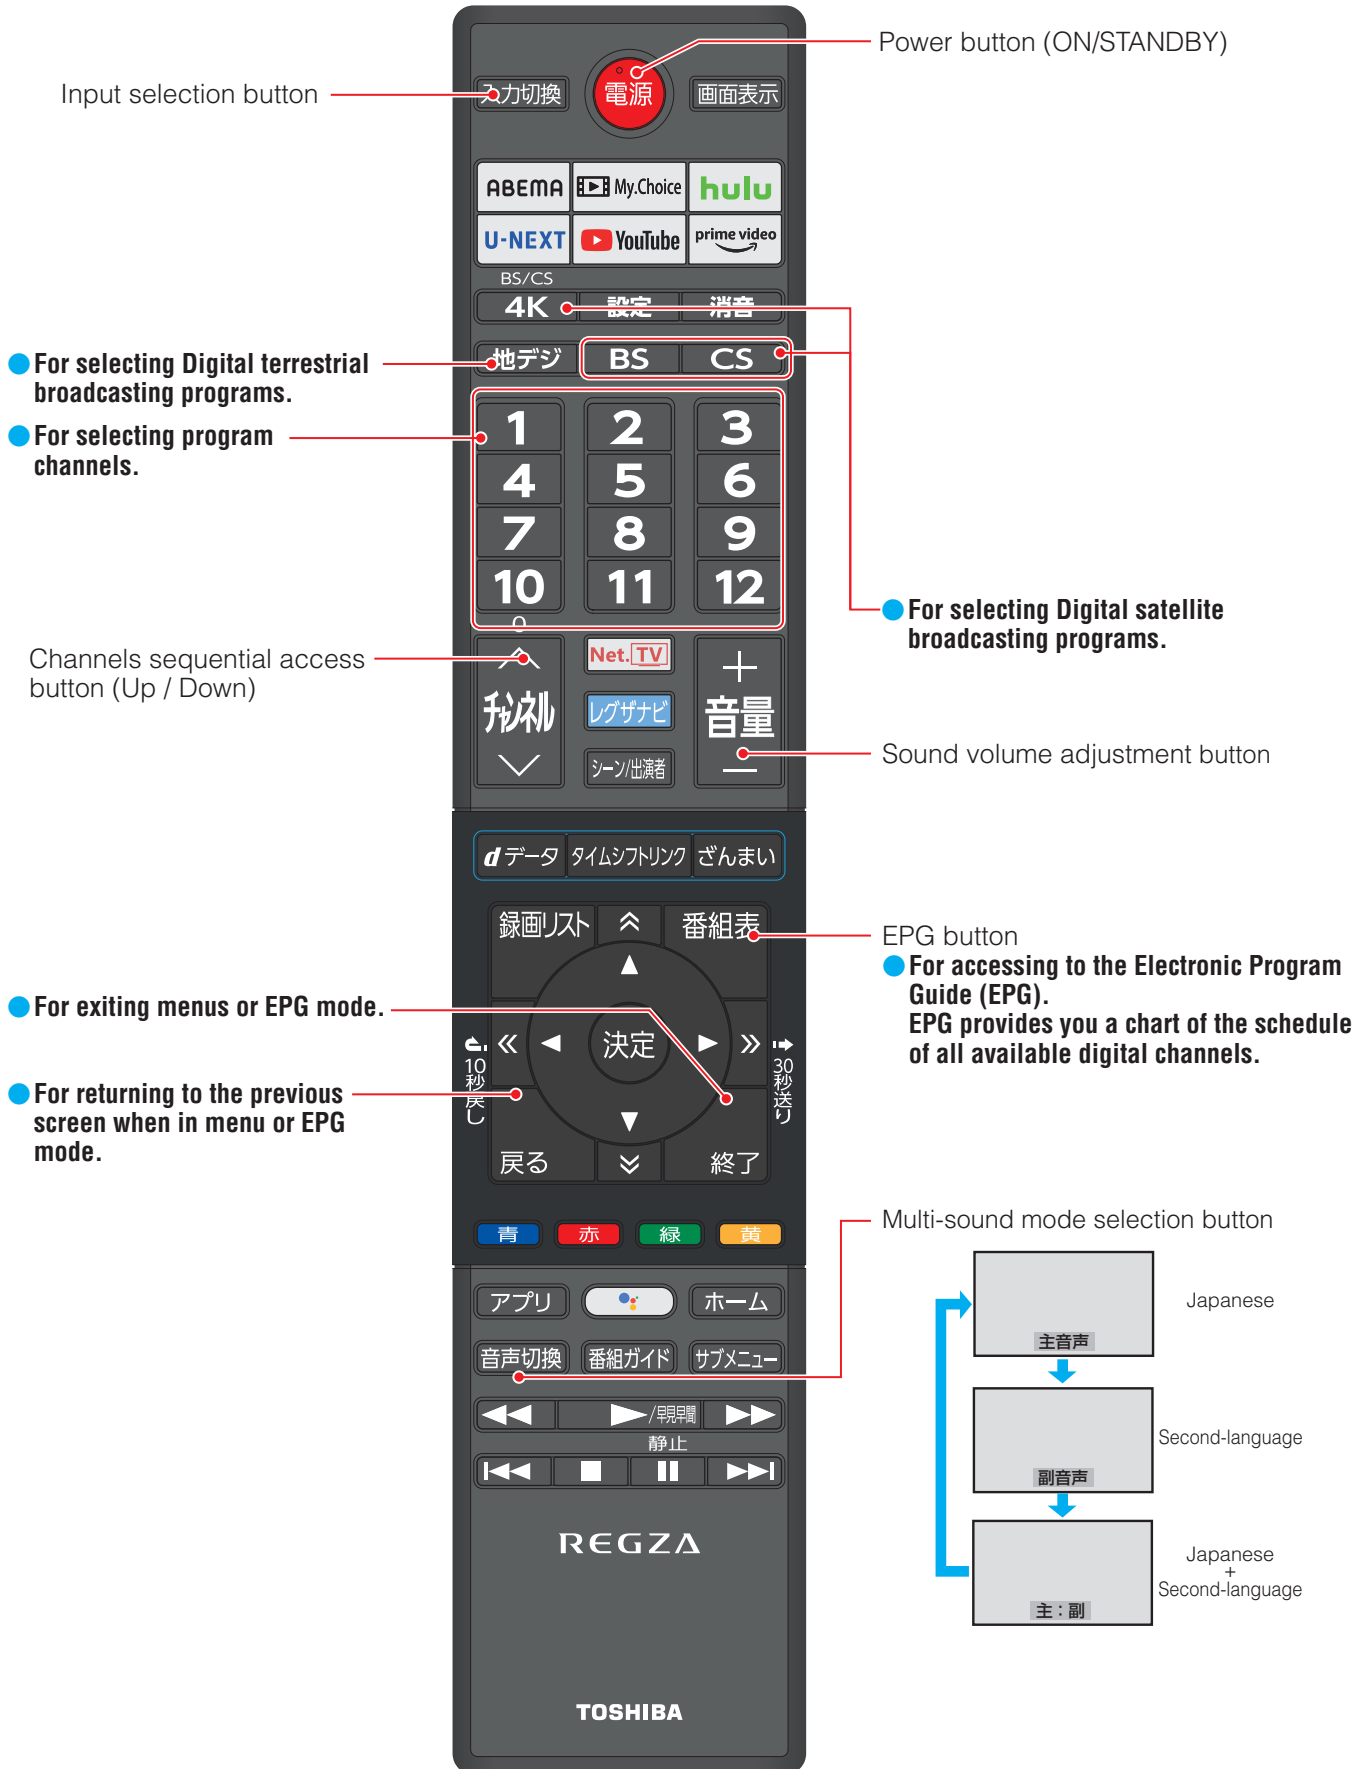 Power button (ON/STANDBY)
Input selection button
入力切換
電源
画面表示
ABEMA
My.Choice
hulu
U-NEXT
YouTube
prime video
BS/CS
4K
設定
消音
地デジ
BS
CS
For selecting Digital terrestrial
broadcasting programs.
For selecting program
channels.
1
2
3
4
5
6
7
8
9
10
11
12
0
For selecting Digital satellite
broadcasting programs.
Channels sequential access
button (Up / Down)
チャンネル
Net.TV
レグザナビ
シーン/出演者
+
音量
−
Sound volume adjustment button
dデータ
タイムシフトリンク
ざんまい
録画リスト
番組表
EPG button
For accessing to the Electronic Program
Guide (EPG).
EPG provides you a chart of the schedule
of all available digital channels.
For exiting menus or EPG mode.
決定
10秒戻し
30秒送り
For returning to the previous
screen when in menu or EPG
mode.
戻る
終了
青
赤
緑
黄
Multi-sound mode selection button
アプリ
ホーム
音声切換
番組ガイド
サブメニュー
/早見早聞
静止
REGZA
TOSHIBA
主音声
Japanese
副音声
Second-language
主：副
Japanese
+
Second-language